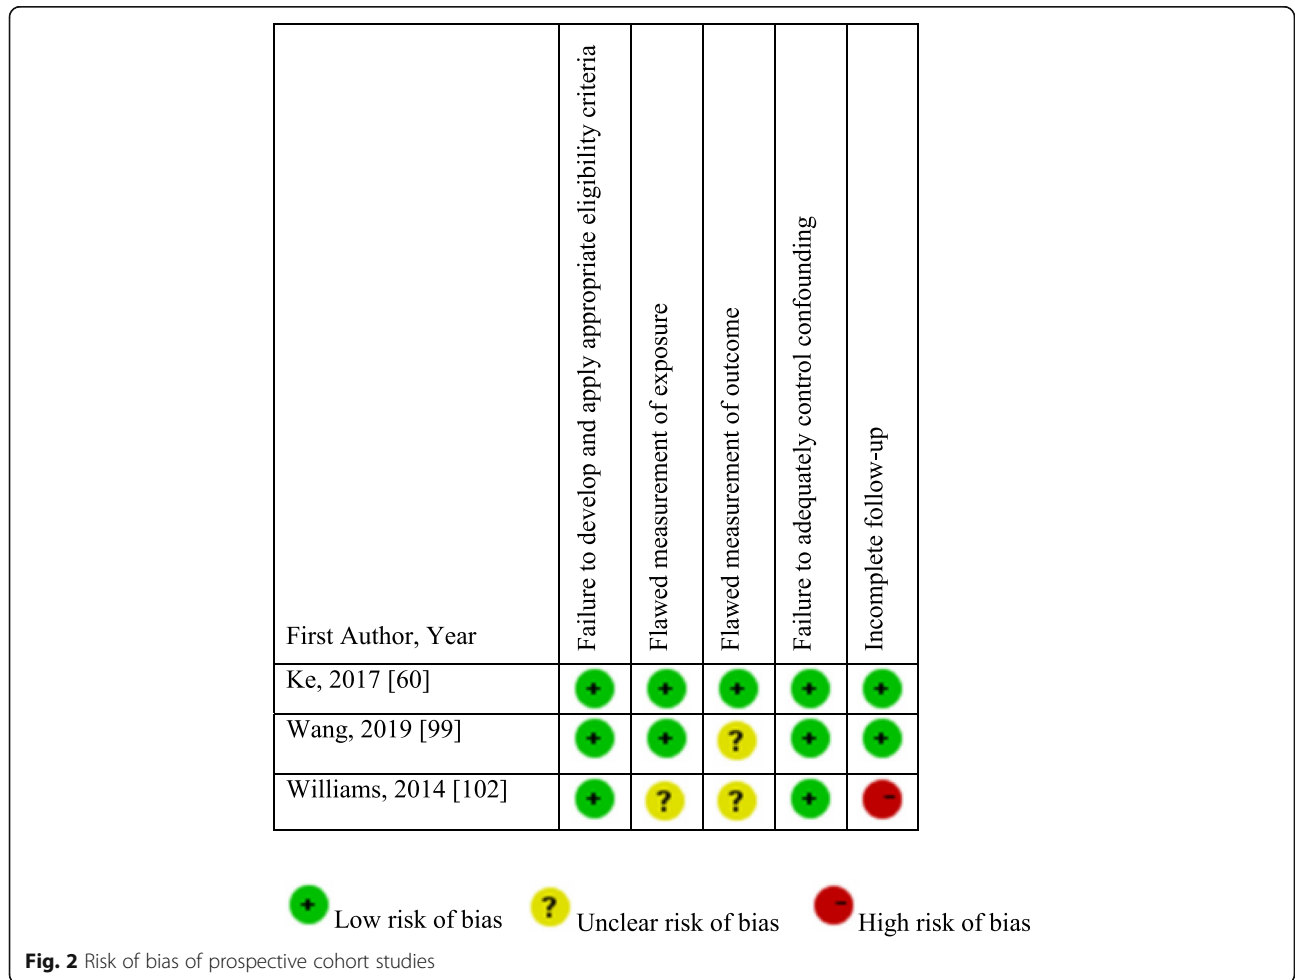 Failure to develop and apply appropriate eligibility criteria
Flawed measurement of exposure
Flawed measurement of outcome
Failure to adequately control confounding
Incomplete follow-up
First Author, Year
Ke, 2017 [60] + + + + +
Wang, 2019 [99] + + ? + +
Williams, 2014 [102] + ? ? + -
+ Low risk of bias ? Unclear risk of bias - High risk of bias
Fig. 2 Risk of bias of prospective cohort studies